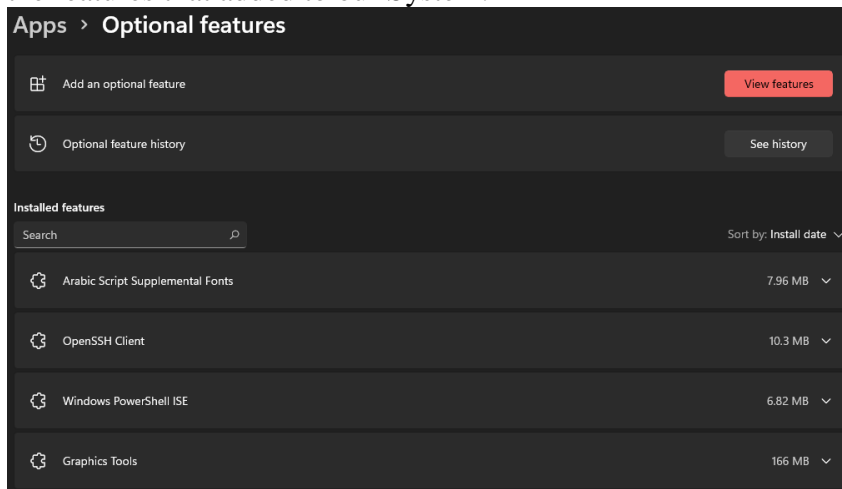 Apps > Optional features
Add an optional feature
View features
Optional feature history
See history
Installed features
Search
Sort by: Install date
Arabic Script Supplemental Fonts
7.96 MB
OpenSSH Client
10.3 MB
Windows PowerShell ISE
6.82 MB
Graphics Tools
166 MB